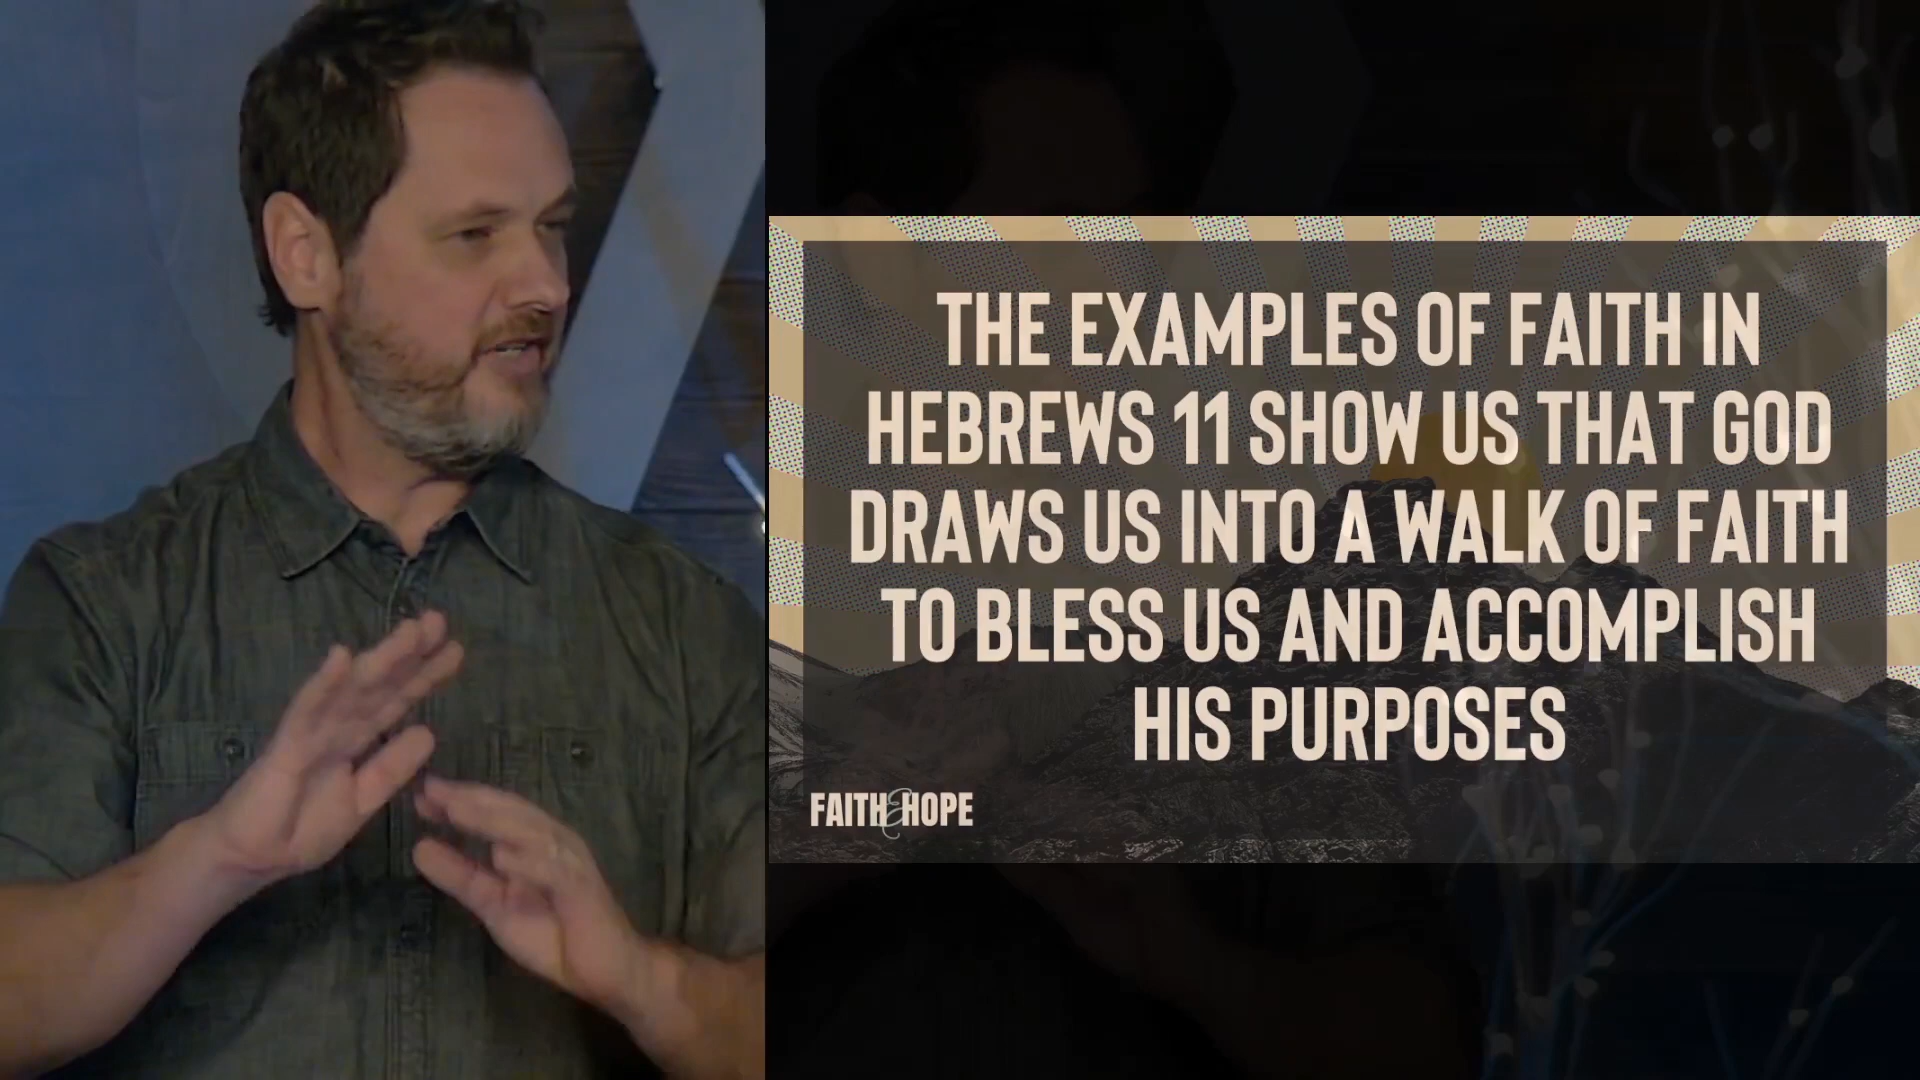 THE EXAMPLES OF FAITH IN
HEBREWS 11 SHOW US THAT GOD
DRAWS US INTO A WALK OF FAITH
TO BLESS US AND ACCOMPLISH
HIS PURPOSES
FAITH & HOPE